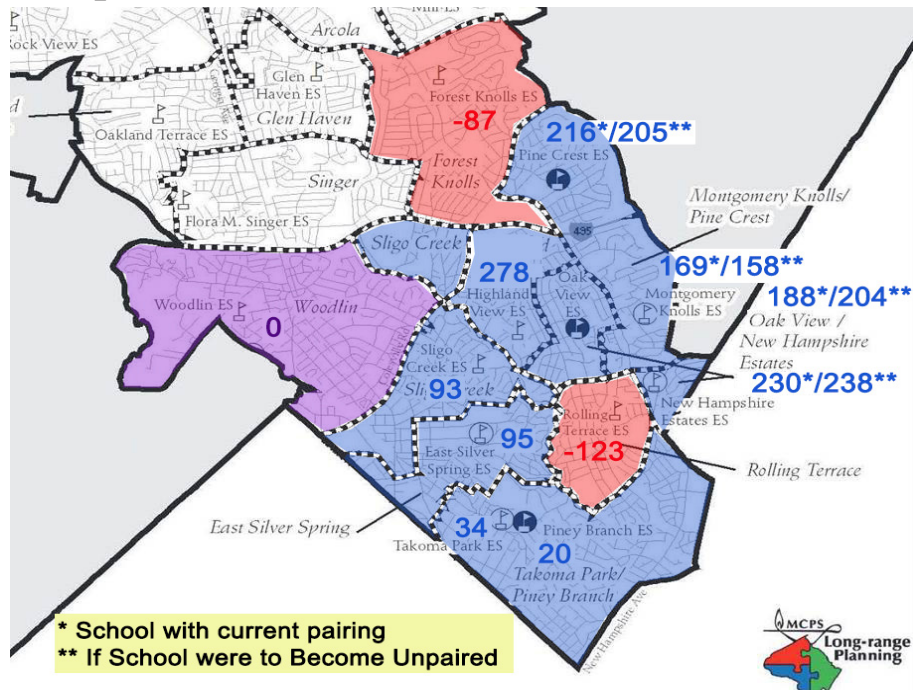 Arcola
Mill ES
Rock View ES
Glen
Haven ES
Forest Knolls ES
Glen Haven
-87
Oakland Terrace ES
216*/205**
Pine Crest ES
Forest
Knolls
Singer
Montgomery Knolls/
Pine Crest
Flora M. Singer ES
495
Sligo Creek
278
169*/158**
Oak
View
ES
Highland
View ES
Montgomery
Knolls ES
188*/204**
Woodlin ES
Woodlin
0
Oak View /
New Hampshire
Estates
Sligo
Creek ES
93
230*/238**
New Hampshire
Estates ES
Rolling
Terrace ES
95
-123
East Silver
Spring ES
Rolling Terrace
East Silver Spring
34
Takoma Park ES
Piney Branch ES
20
Takoma Park/
Piney Branch
New Hampshire Ave
* School with current pairing
** If School were to Become Unpaired
MCPS
Long-range
Planning